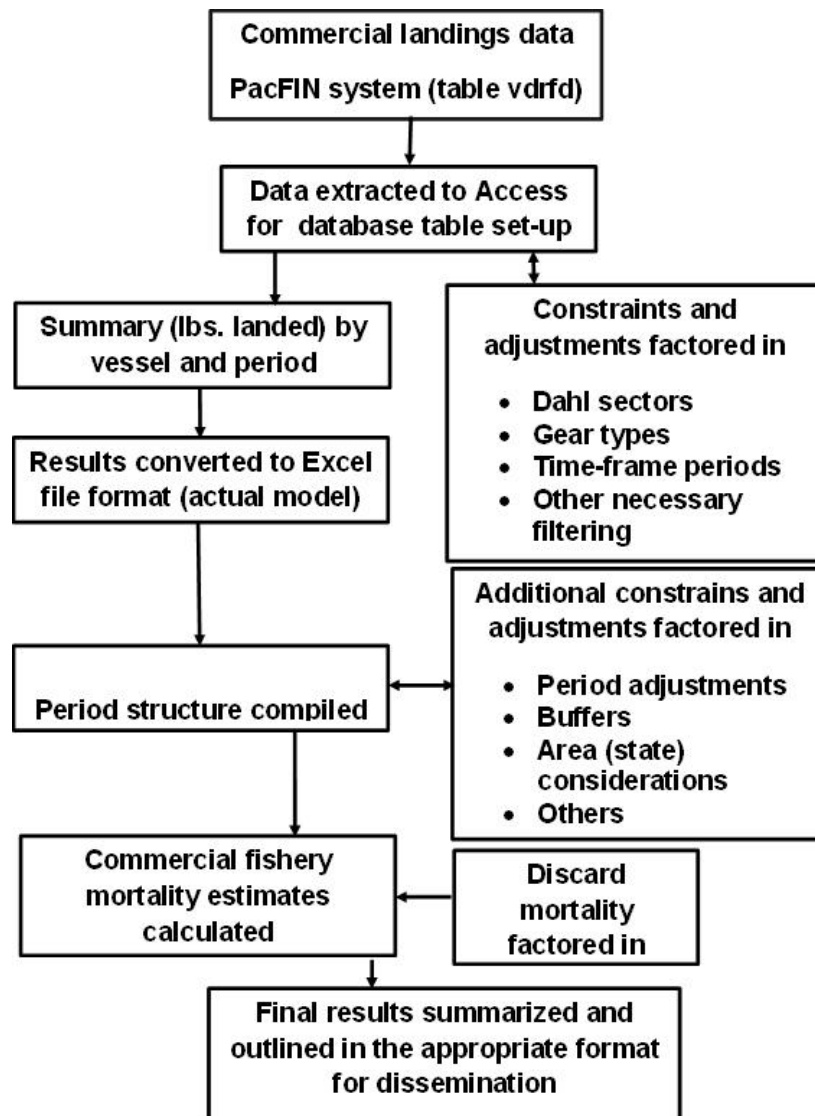 Commercial landings data
PacFIN system (table vdrfd)
Data extracted to Access
for database table set-up
Summary (lbs. landed) by
vessel and period
Constraints and
adjustments factored in
• Dahl sectors
• Gear types
• Time-frame periods
• Other necessary
filtering
Results converted to Excel
file format (actual model)
Additional constrains and
adjustments factored in
• Period adjustments
• Buffers
• Area (state)
considerations
• Others
Period structure compiled
Commercial fishery
mortality estimates
calculated
Discard
mortality
factored in
Final results summarized and
outlined in the appropriate format
for dissemination